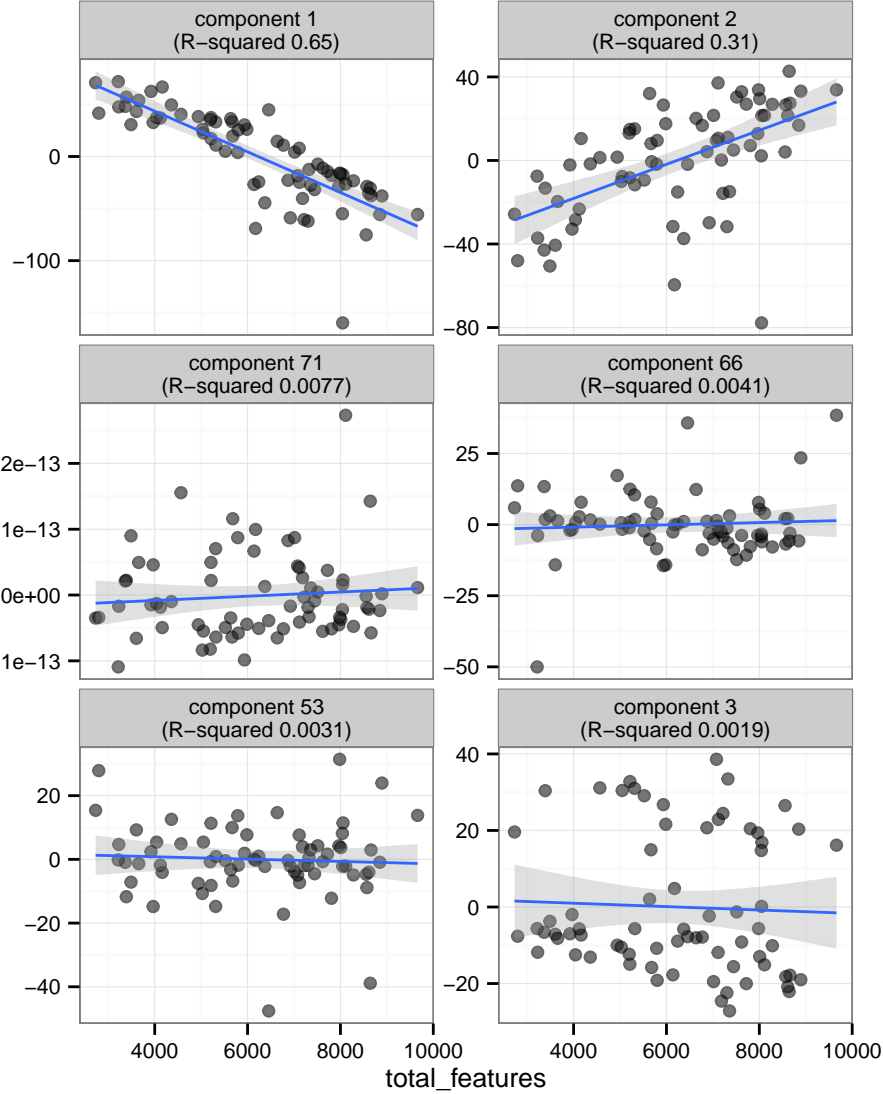 component 1
(R−squared 0.65)
component 2
(R−squared 0.31)
0
−100
40
0
−40
−80
component 71
(R−squared 0.0077)
component 66
(R−squared 0.0041)
2e−13
1e−13
0e+00
1e−13
25
0
−25
−50
component 53
(R−squared 0.0031)
component 3
(R−squared 0.0019)
20
0
−20
−40
40
20
0
−20
4000 6000 8000 10000 4000 6000 8000 10000
total_features